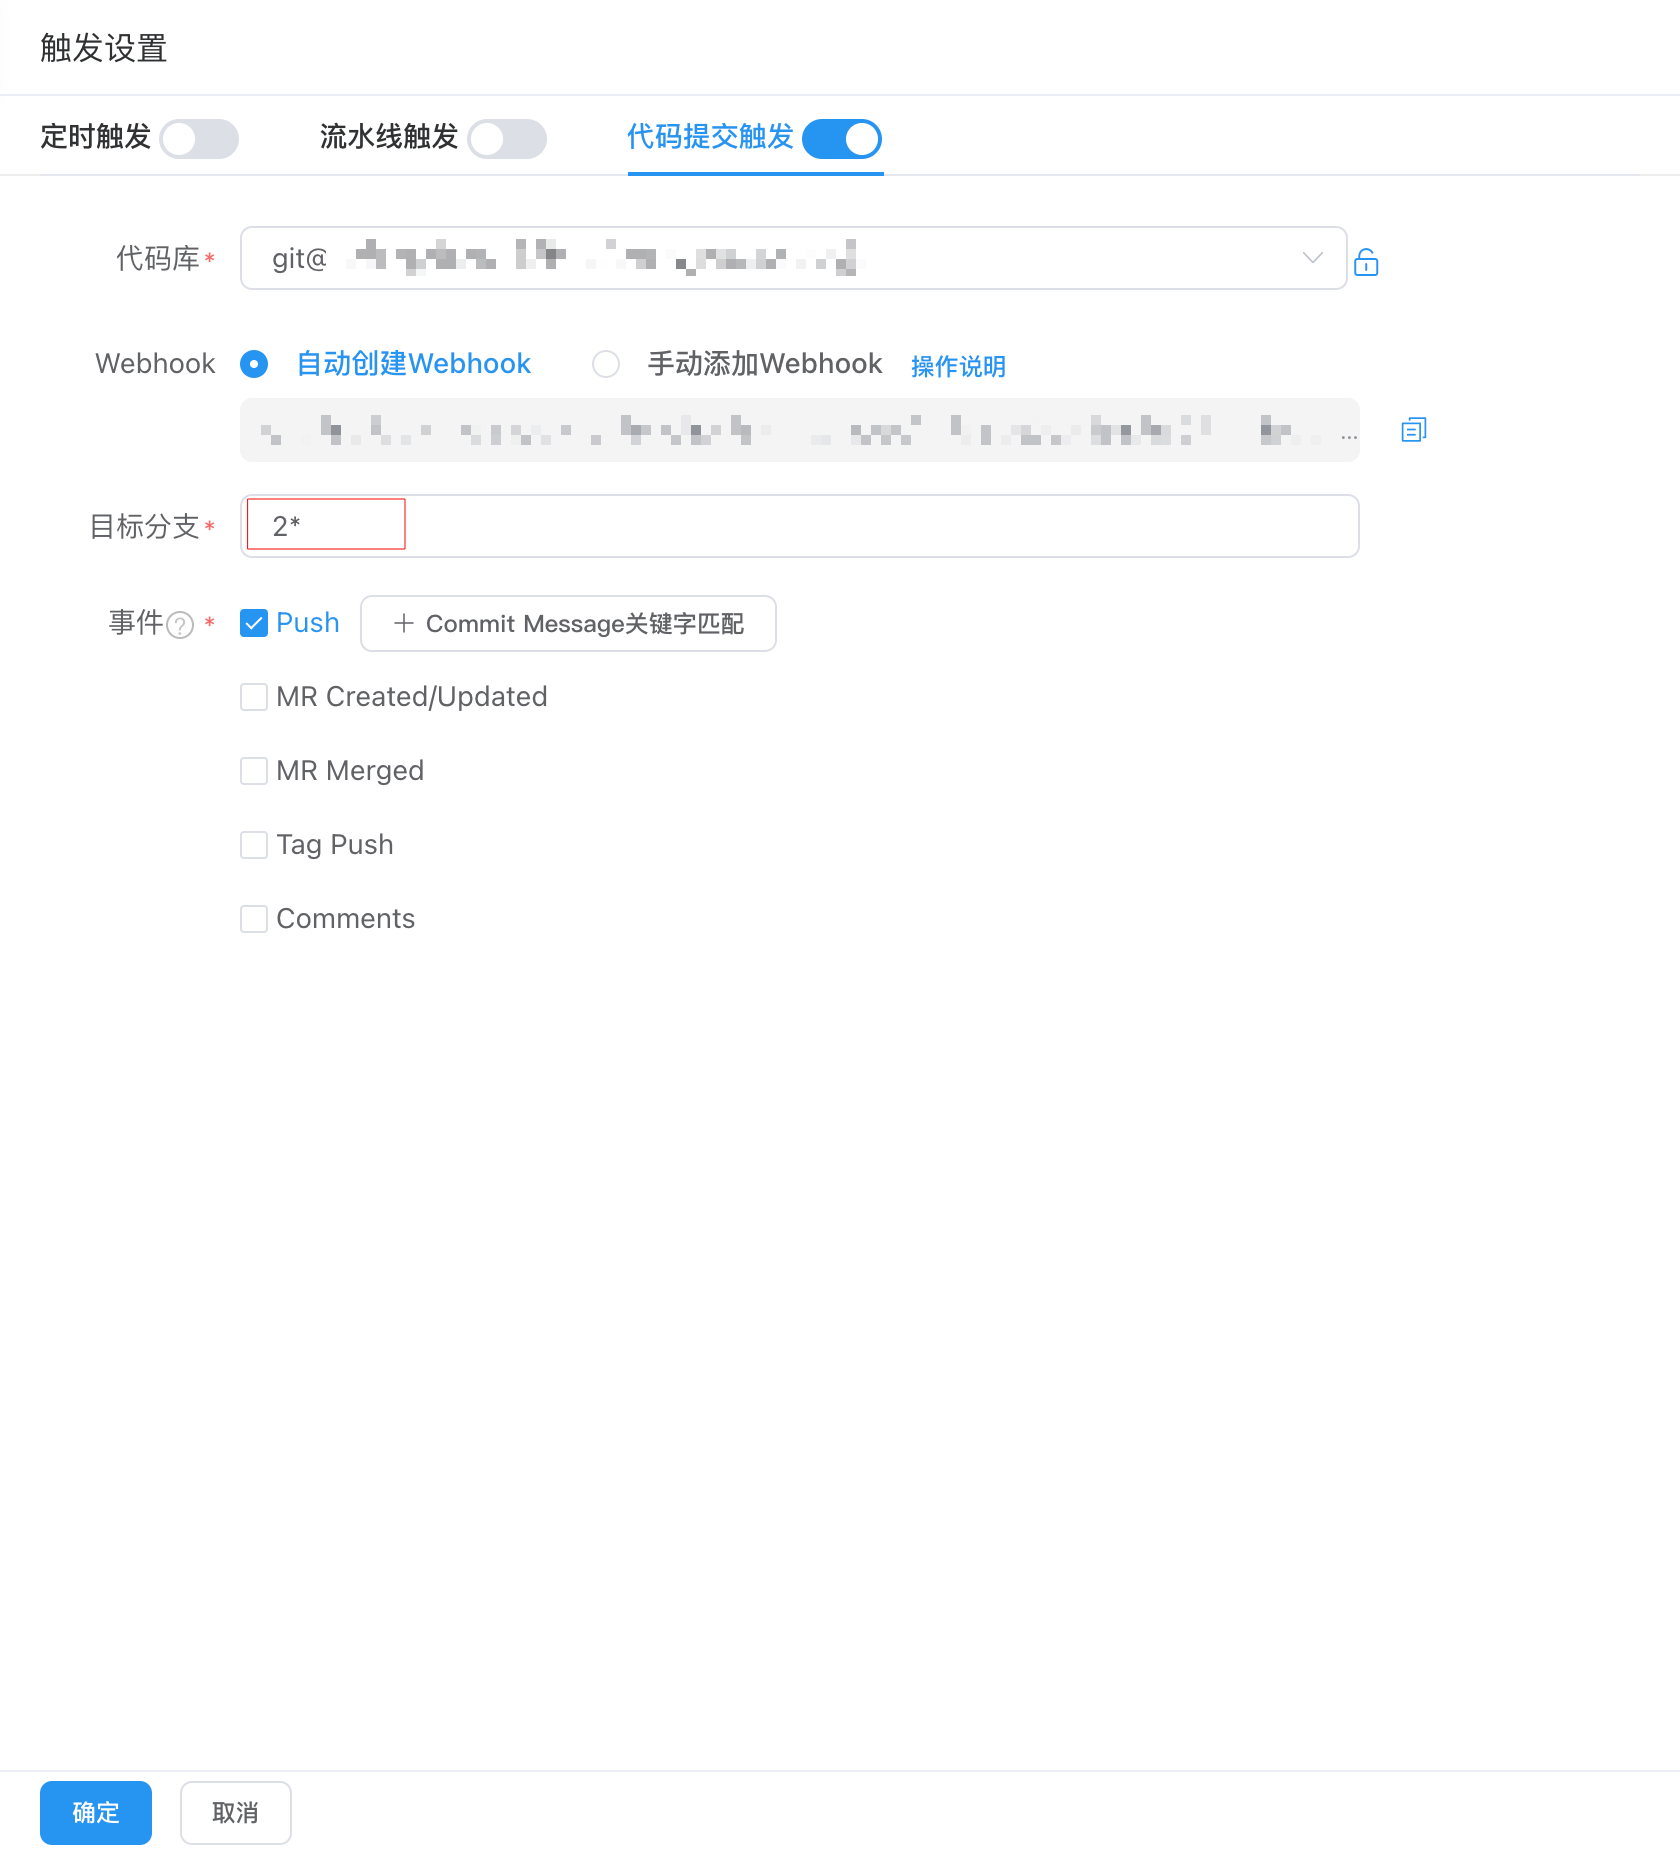 触发设置
定时触发 流水线触发 代码提交触发
代码库* git@
Webhook 自动创建Webhook 手动添加Webhook 操作说明
...
目标分支* 2*
事件? * Push + Commit Message关键字匹配
MR Created/Updated
MR Merged
Tag Push
Comments
确定 取消